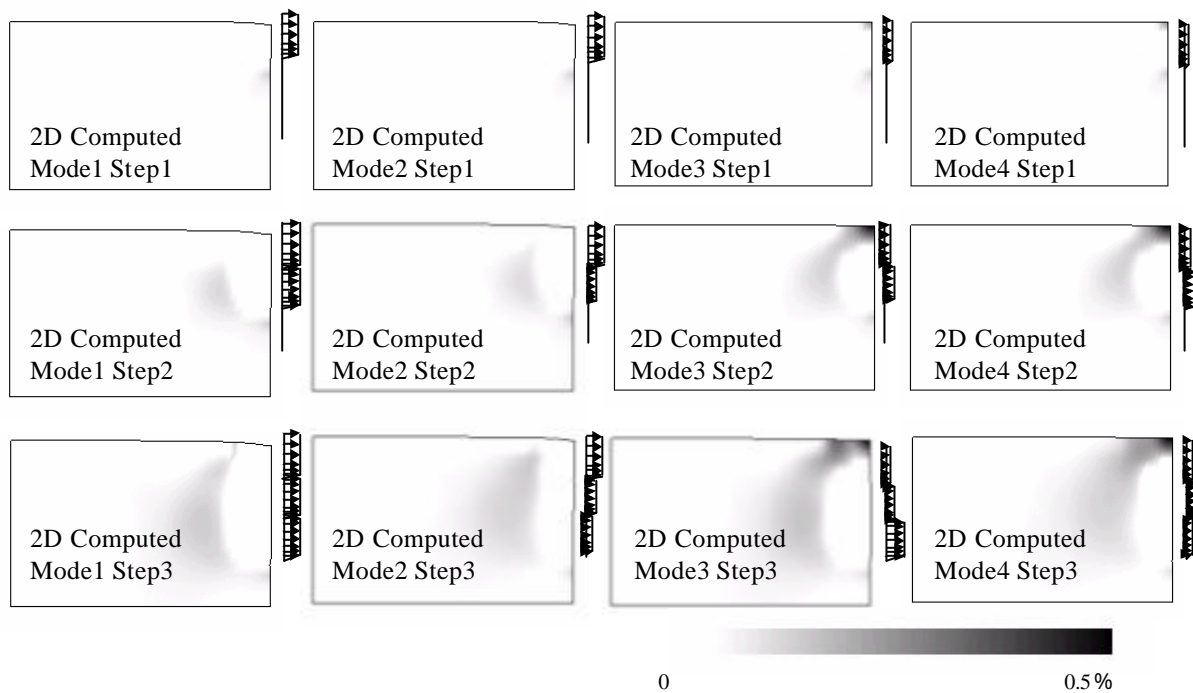 2D Computed
Mode1 Step1
2D Computed
Mode2 Step1
2D Computed
Mode3 Step1
2D Computed
Mode4 Step1
2D Computed
Mode1 Step2
2D Computed
Mode2 Step2
2D Computed
Mode3 Step2
2D Computed
Mode4 Step2
2D Computed
Mode1 Step3
2D Computed
Mode2 Step3
2D Computed
Mode3 Step3
2D Computed
Mode4 Step3
0
0.5%